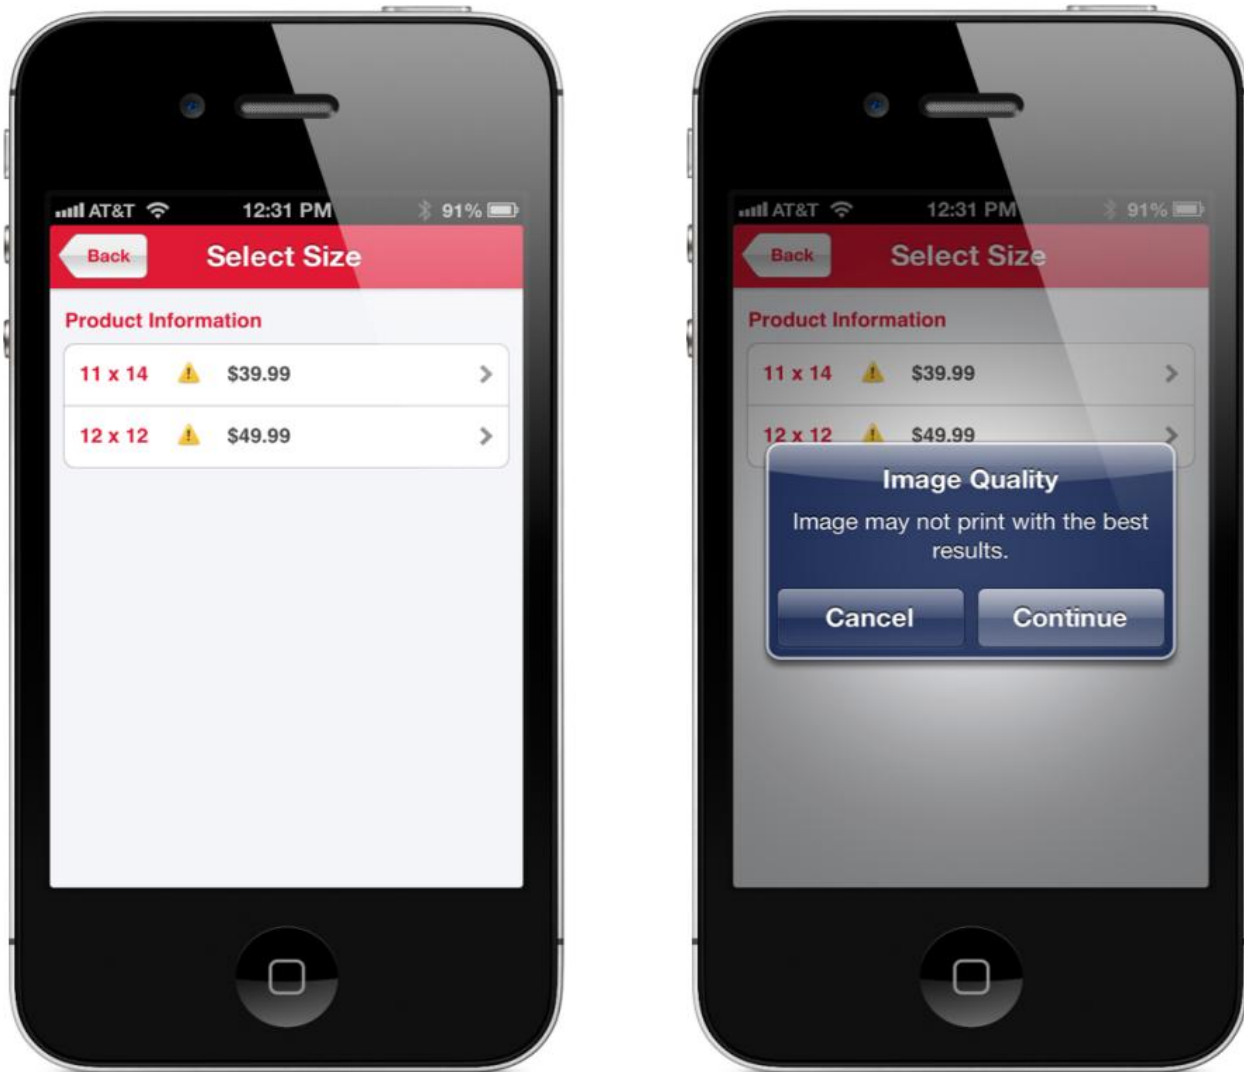 AT&T 12:31 PM 91%
Back Select Size
Product Information
11 x 14 $39.99
12 x 12 $49.99
AT&T 12:31 PM 91%
Back Select Size
Product Information
11 x 14 $39.99
12 x 12 $49.99
Image Quality
Image may not print with the best
results.
Cancel Continue